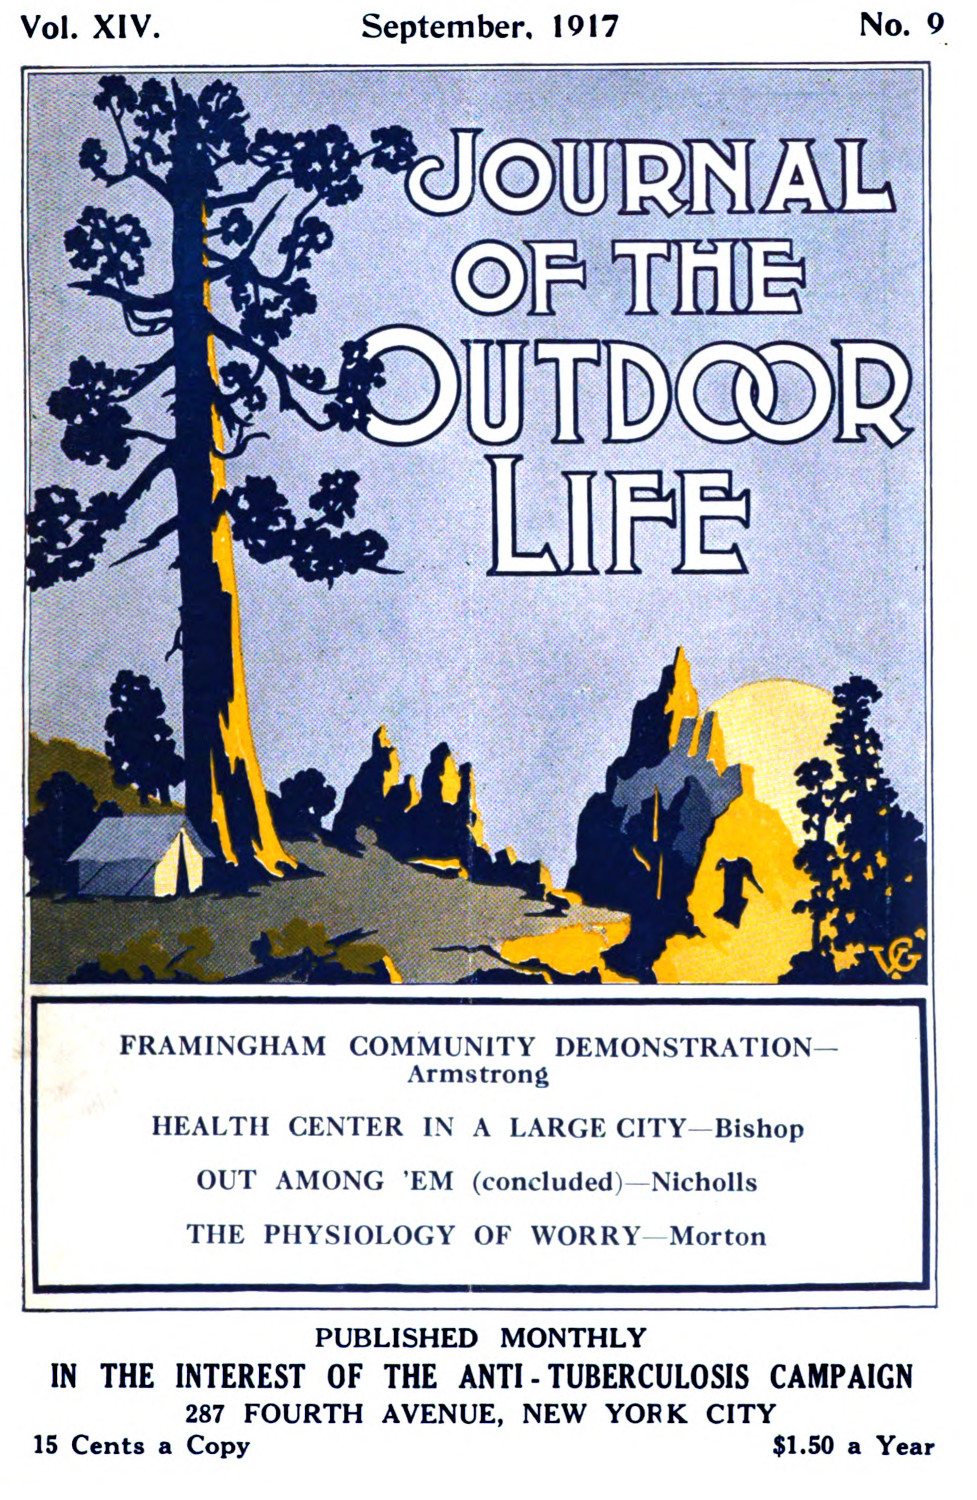 Vol. XIV. September, 1917 No. 9
JOURNAL
OF THE
OUTDOOR
LIFE
VG
FRAMINGHAM COMMUNITY DEMONSTRATION—
Armstrong
HEALTH CENTER IN A LARGE CITY—Bishop
OUT AMONG 'EM (concluded)—Nicholls
THE PHYSIOLOGY OF WORRY—Morton
PUBLISHED MONTHLY
IN THE INTEREST OF THE ANTI-TUBERCULOSIS CAMPAIGN
287 FOURTH AVENUE, NEW YORK CITY
15 Cents a Copy $1.50 a Year